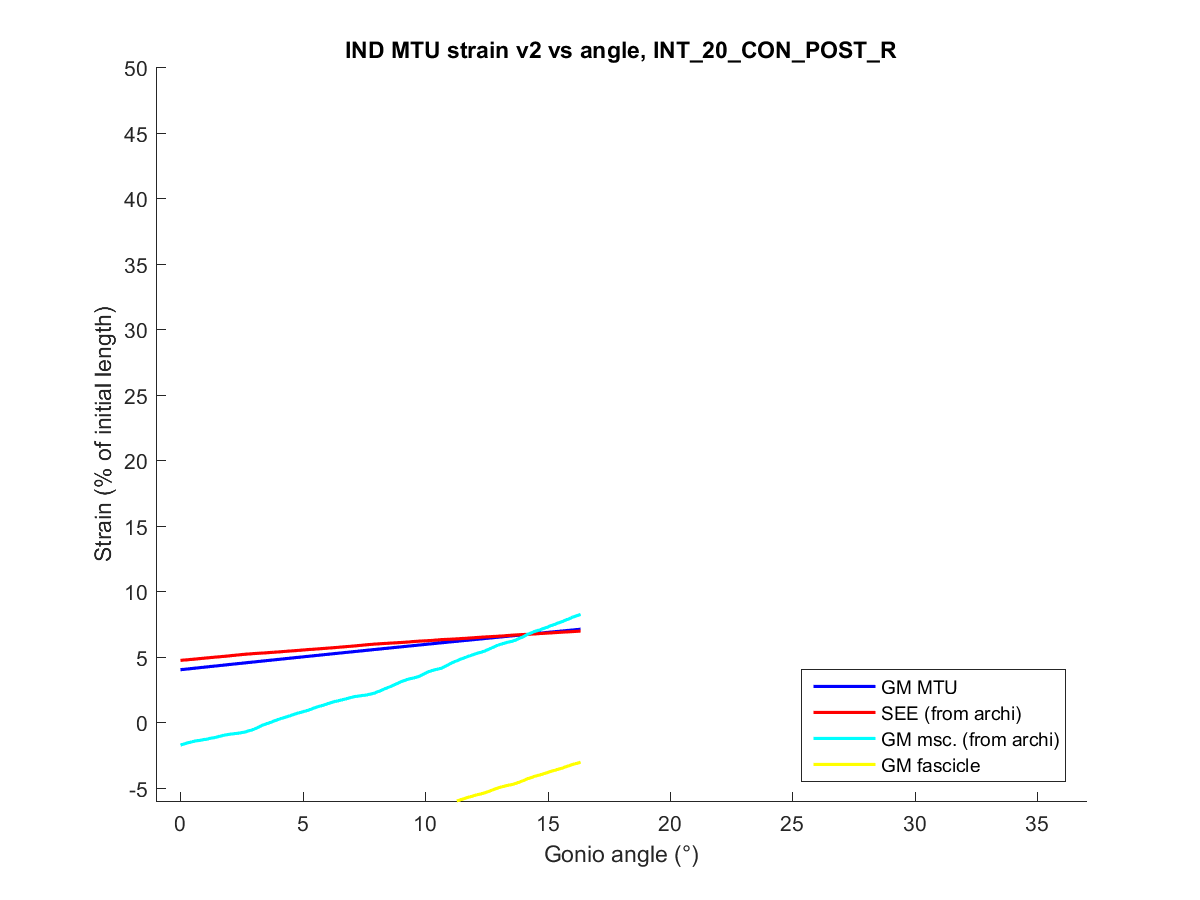 IND MTU strain v2 vs angle, INT_20_CON_POST_R
50
45
40
35
30
25
20
15
10
5
0
-5
Strain (% of initial length)
0 5 10 15 20 25 30 35
Gonio angle (°)
GM MTU
SEE (from archi)
GM msc. (from archi)
GM fascicle